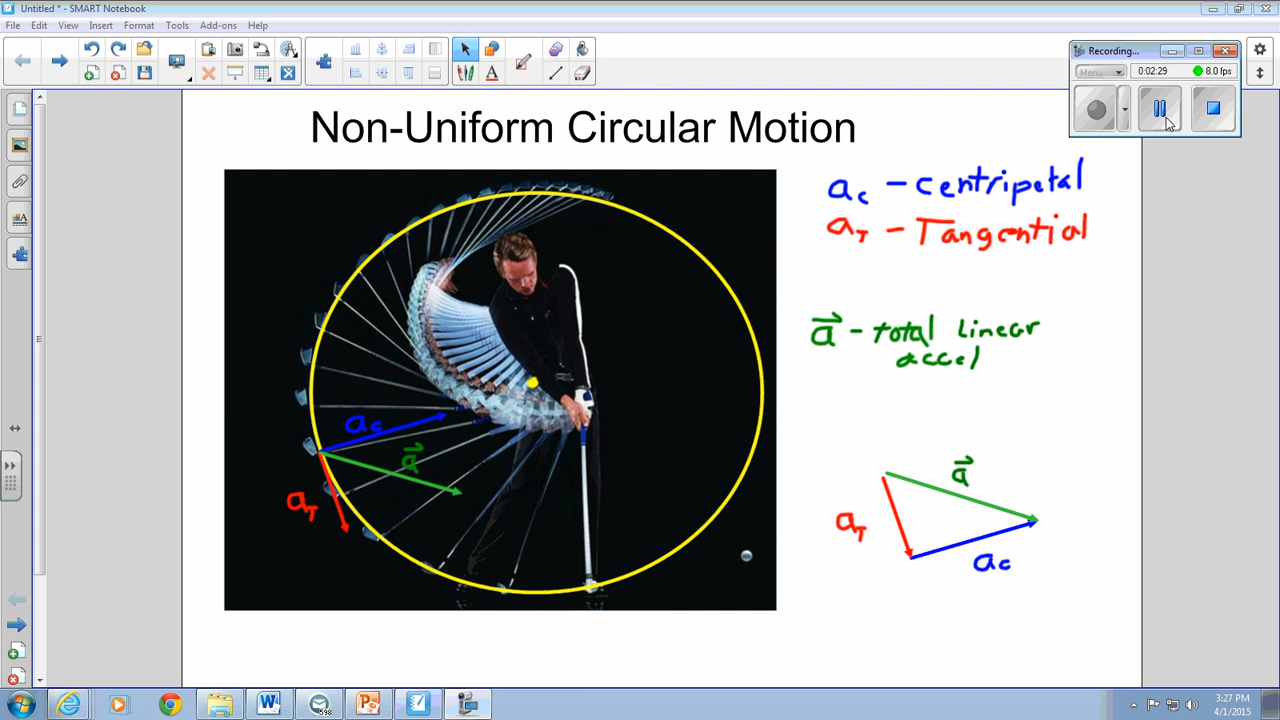 Untitled * - SMART Notebook
File Edit View Insert Format Tools Add-ons Help
Recording...
Menu 0:02:29 8.0 fps
Non-Uniform Circular Motion
ac - centripetal
aT - Tangential
a - total linear
accel
ac
a
aT
a
aT
ac
598
3:27 PM
4/1/2015